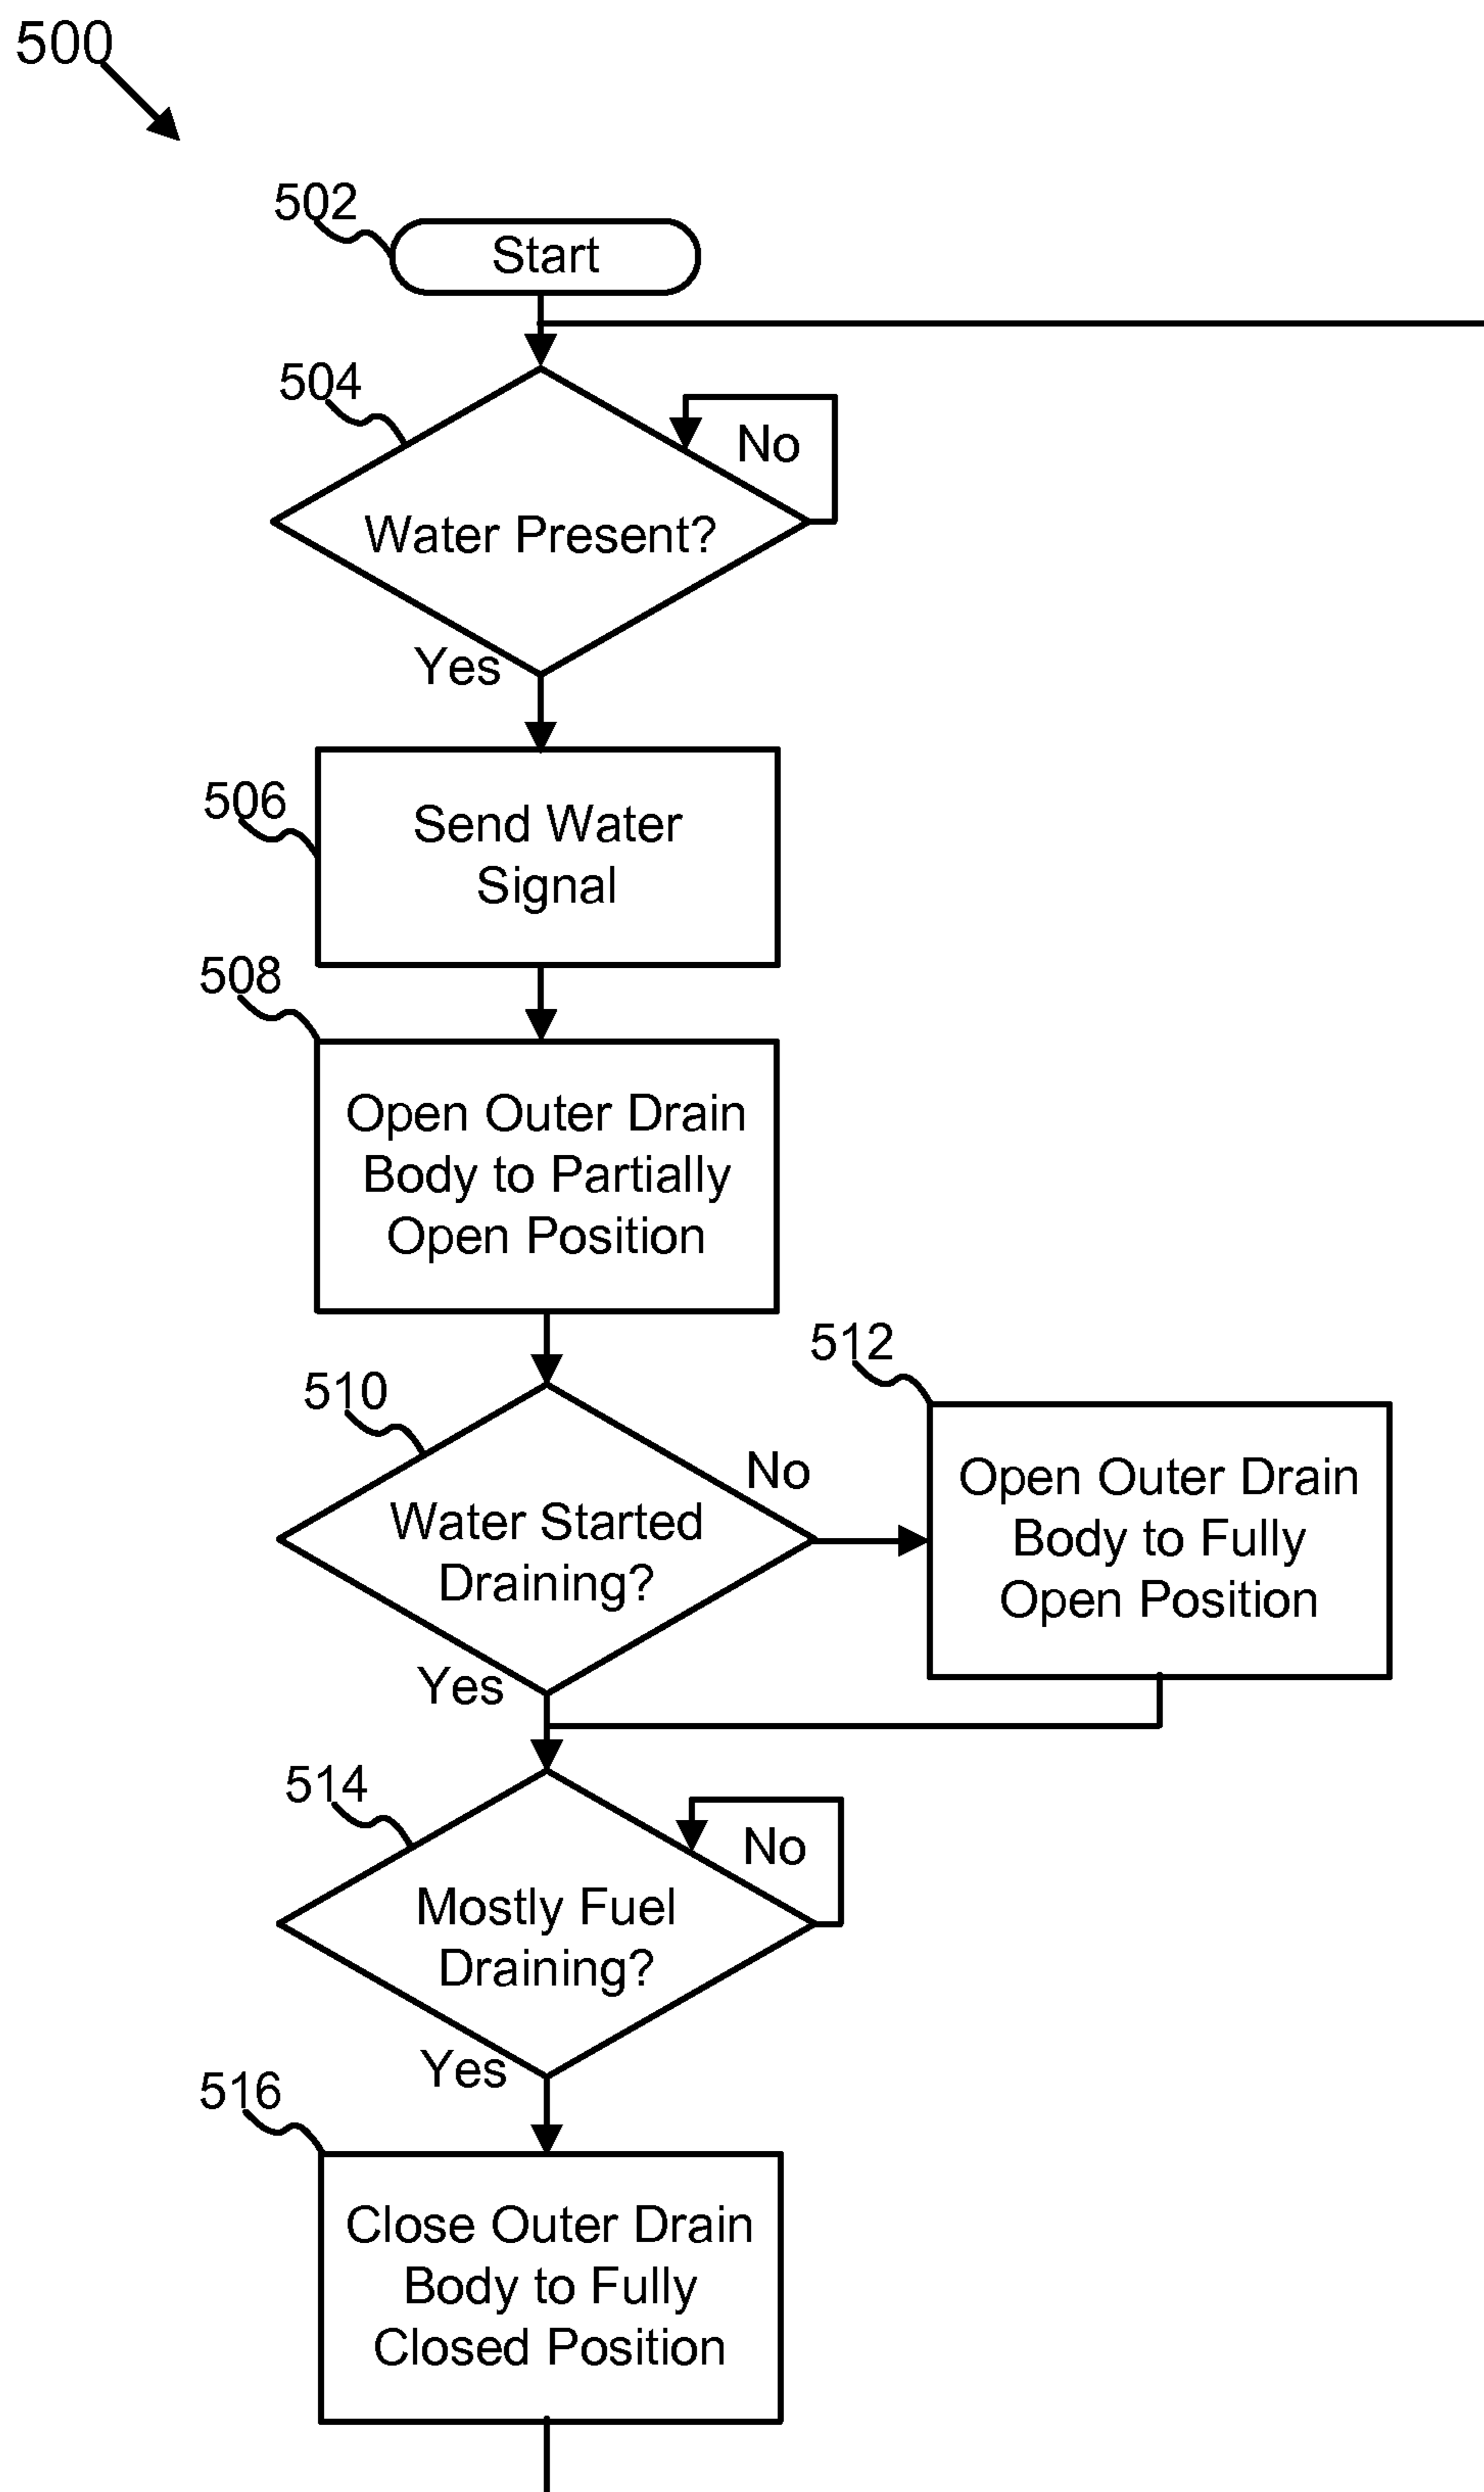 500
502
Start
504
No
Water Present?
Yes
506
Send Water
Signal
508
Open Outer Drain
Body to Partially
Open Position
510
Water Started
Draining?
No
512
Open Outer Drain
Body to Fully
Open Position
Yes
514
No
Mostly Fuel
Draining?
Yes
516
Close Outer Drain
Body to Fully
Closed Position